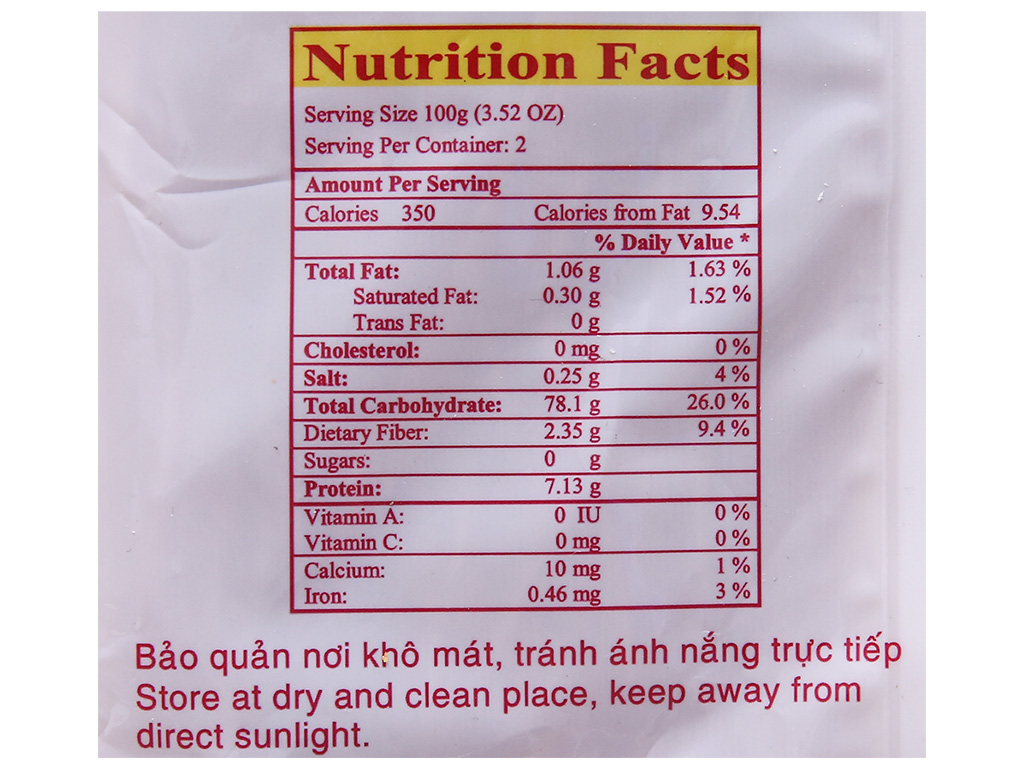 Nutrition Facts
Serving Size 100g (3.52 OZ)
Serving Per Container: 2
Amount Per Serving
Calories 350 Calories from Fat 9.54
% Daily Value *
Total Fat: 1.06 g 1.63 %
Saturated Fat: 0.30 g 1.52 %
Trans Fat: 0 g
Cholesterol: 0 mg 0 %
Salt: 0.25 g 4 %
Total Carbohydrate: 78.1 g 26.0 %
Dietary Fiber: 2.35 g 9.4 %
Sugars: 0 g
Protein: 7.13 g
Vitamin A: 0 IU 0 %
Vitamin C: 0 mg 0 %
Calcium: 10 mg 1 %
Iron: 0.46 mg 3 %
Bảo quản nơi khô mát, tránh ánh nắng trực tiếp
Store at dry and clean place, keep away from
direct sunlight.